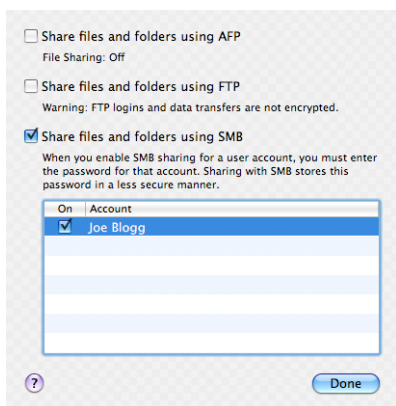 Share files and folders using AFP
File Sharing: Off
Share files and folders using FTP
Warning: FTP logins and data transfers are not encrypted.
Share files and folders using SMB
When you enable SMB sharing for a user account, you must enter
the password for that account. Sharing with SMB stores this
password in a less secure manner.
On Account
Joe Blogg
? Done